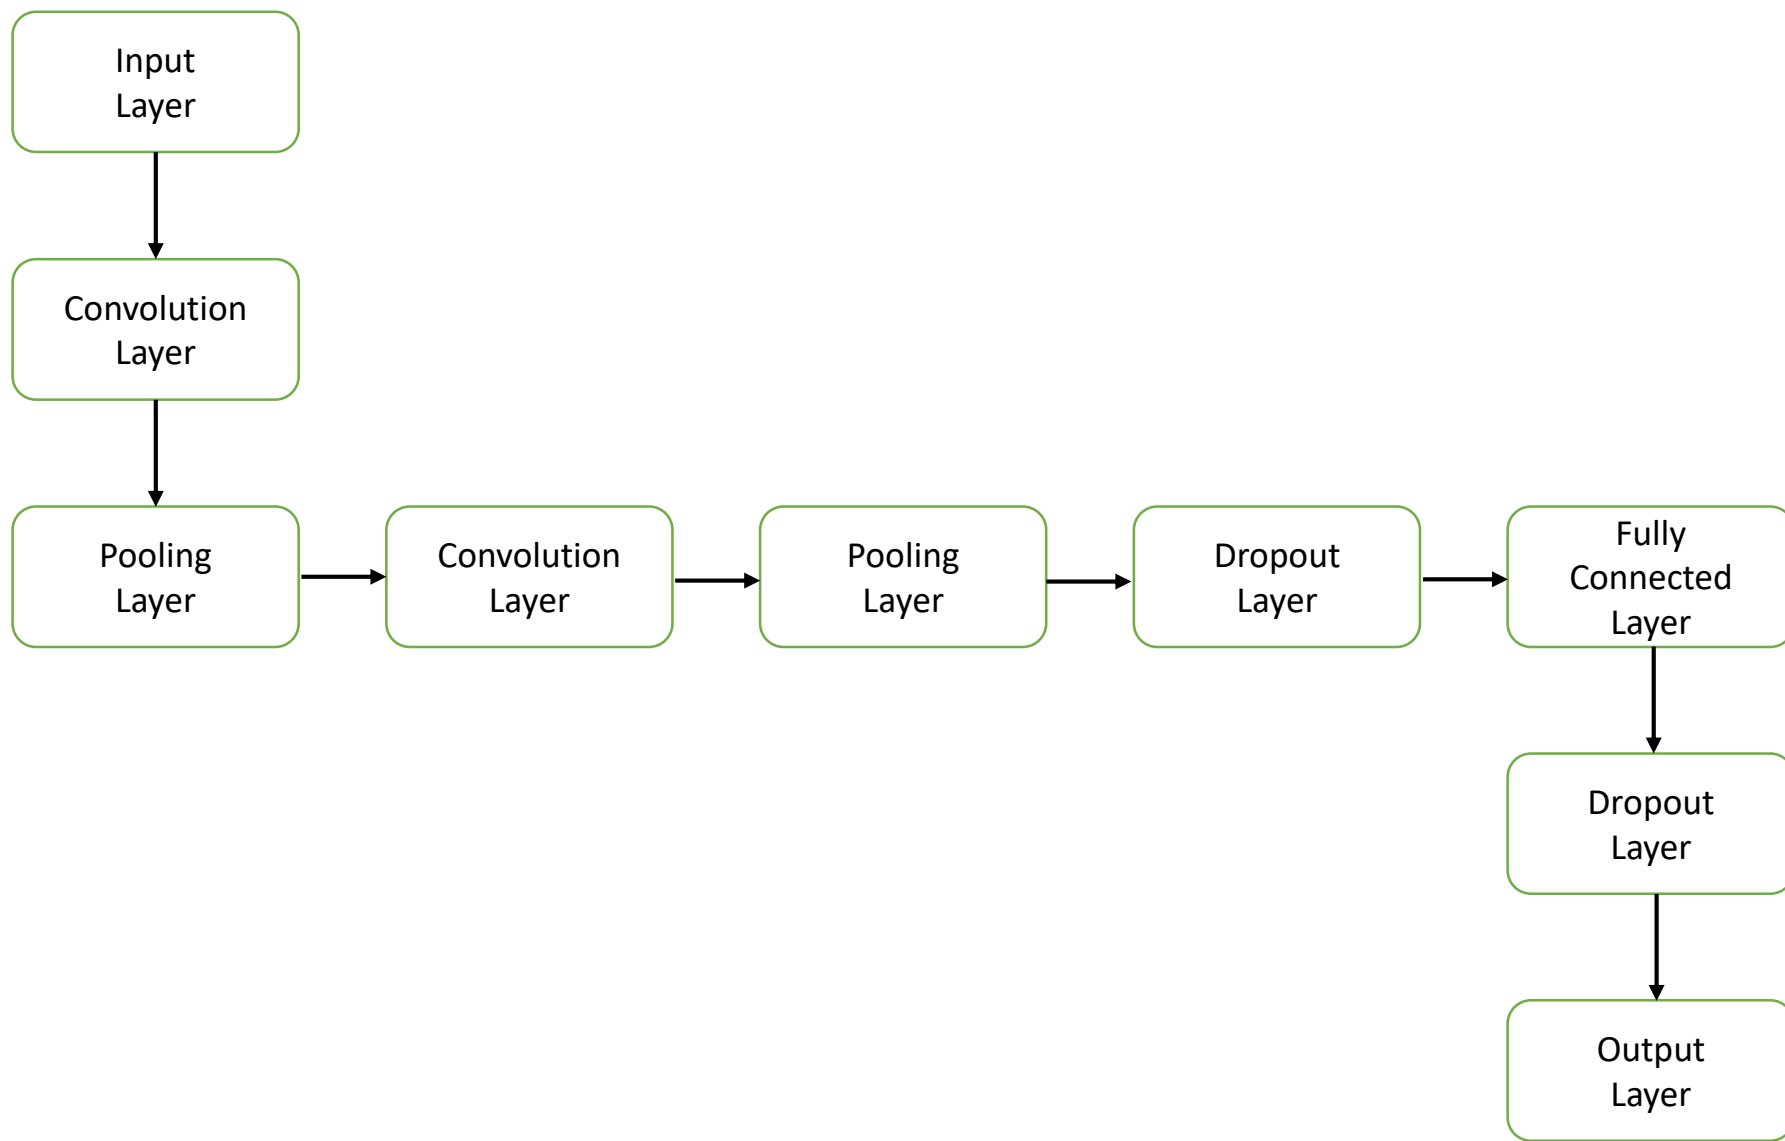 Input
Layer
Convolution
Layer
Pooling
Layer
Convolution
Layer
Pooling
Layer
Dropout
Layer
Fully
Connected
Layer
Dropout
Layer
Output
Layer